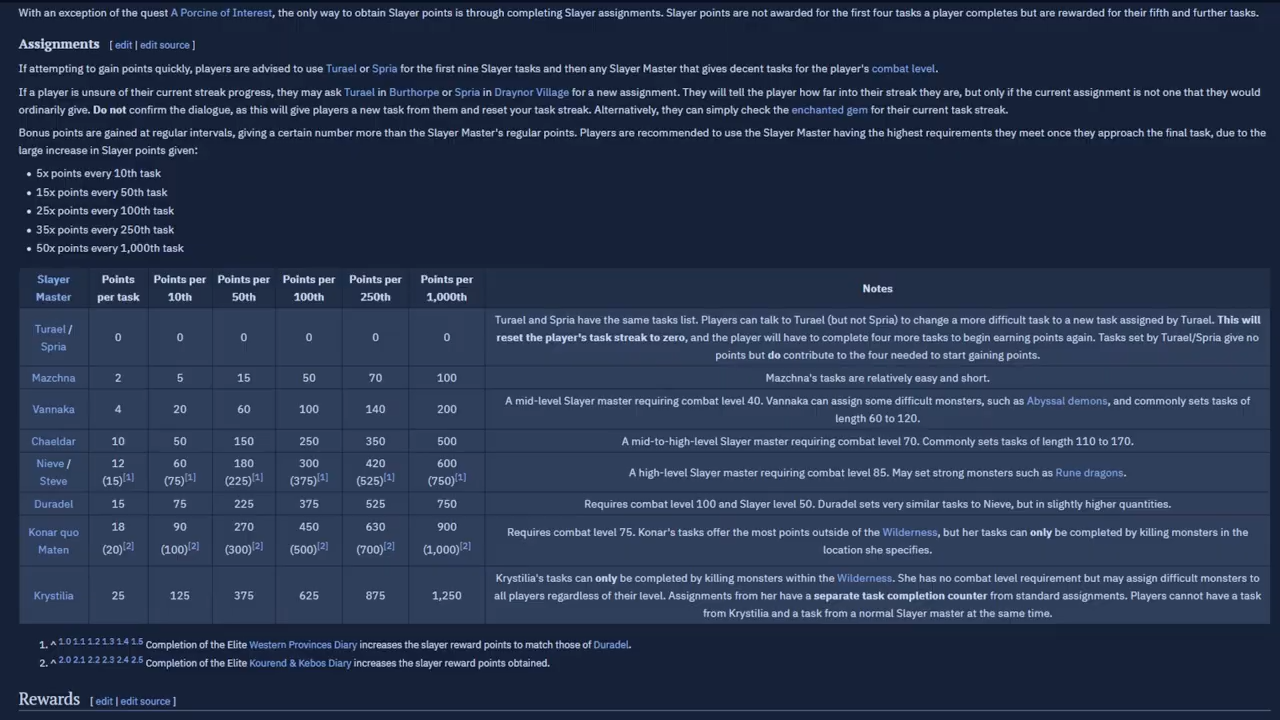 With an exception of the quest A Porcine of Interest, the only way to obtain Slayer points is through completing Slayer assignments. Slayer points are not awarded for the first four tasks a player completes but are rewarded for their fifth and further tasks.
Assignments [ edit | edit source ]
If attempting to gain points quickly, players are advised to use Turael or Spria for the first nine Slayer tasks and then any Slayer Master that gives decent tasks for the player's combat level.
If a player is unsure of their current streak progress, they may ask Turael in Burthorpe or Spria in Draynor Village for a new assignment. They will tell the player how far into their streak they are, but only if the current assignment is not one that they would
ordinarily give. Do not confirm the dialogue, as this will give players a new task from them and reset your task streak. Alternatively, they can simply check the enchanted gem for their current task streak.
Bonus points are gained at regular intervals, giving a certain number more than the Slayer Master's regular points. Players are recommended to use the Slayer Master having the highest requirements they meet once they approach the final task, due to the
large increase in Slayer points given:
• 5x points every 10th task
• 15x points every 50th task
• 25x points every 100th task
• 35x points every 250th task
• 50x points every 1,000th task
Slayer Points Points per Points per Points per Points per Points per
Master per task 10th 50th 100th 250th 1,000th Notes
Turael / Spria 0 0 0 0 0 0
Turael and Spria have the same tasks list. Players can talk to Turael (but not Spria) to change a more difficult task to a new task assigned by Turael. This will
reset the player's task streak to zero, and the player will have to complete four more tasks to begin earning points again. Tasks set by Turael/Spria give no
points but do contribute to the four needed to start gaining points.
Mazchna 2 5 15 50 70 100 Mazchna's tasks are relatively easy and short.
Vannaka 4 20 60 100 140 200
A mid-level Slayer master requiring combat level 40. Vannaka can assign some difficult monsters, such as Abyssal demons, and commonly sets tasks of
length 60 to 120.
Chaeldar 10 50 150 250 350 500 A mid-to-high-level Slayer master requiring combat level 70. Commonly sets tasks of length 110 to 170.
Nieve / 12 60 180 300 420 600
Steve (15)[1] (75)[1] (225)[1] (375)[1] (525)[1] (750)[1]
A high-level Slayer master requiring combat level 85. May set strong monsters such as Rune dragons.
Duradel 15 75 225 375 525 750 Requires combat level 100 and Slayer level 50. Duradel sets very similar tasks to Nieve, but in slightly higher quantities.
Konar quo 18 90 270 450 630 900
Maten (20)[2] (100)[2] (300)[2] (500)[2] (700)[2] (1,000)[2]
Requires combat level 75. Konar's tasks offer the most points outside of the Wilderness, but her tasks can only be completed by killing monsters in the
location she specifies.
Krystilia 25 125 375 625 875 1,250
Krystilia's tasks can only be completed by killing monsters within the Wilderness. She has no combat level requirement but may assign difficult monsters to
all players regardless of their level. Assignments from her have a separate task completion counter from standard assignments. Players cannot have a task
from Krystilia and a task from a normal Slayer master at the same time.
1. ^ 1.0 1.1 1.2 1.3 1.4 1.5 Completion of the Elite Western Provinces Diary increases the slayer reward points to match those of Duradel.
2. ^ 2.0 2.1 2.2 2.3 2.4 2.5 Completion of the Elite Kourend & Kebos Diary increases the slayer reward points obtained.
Rewards [ edit | edit source ]